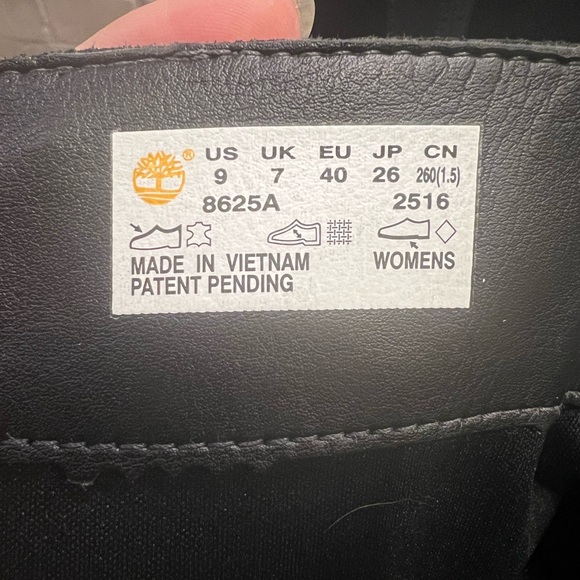 ® US UK EU JP CN
9 7 40 26 260(1.5)
8625A 2516
MADE IN VIETNAM WOMENS
PATENT PENDING